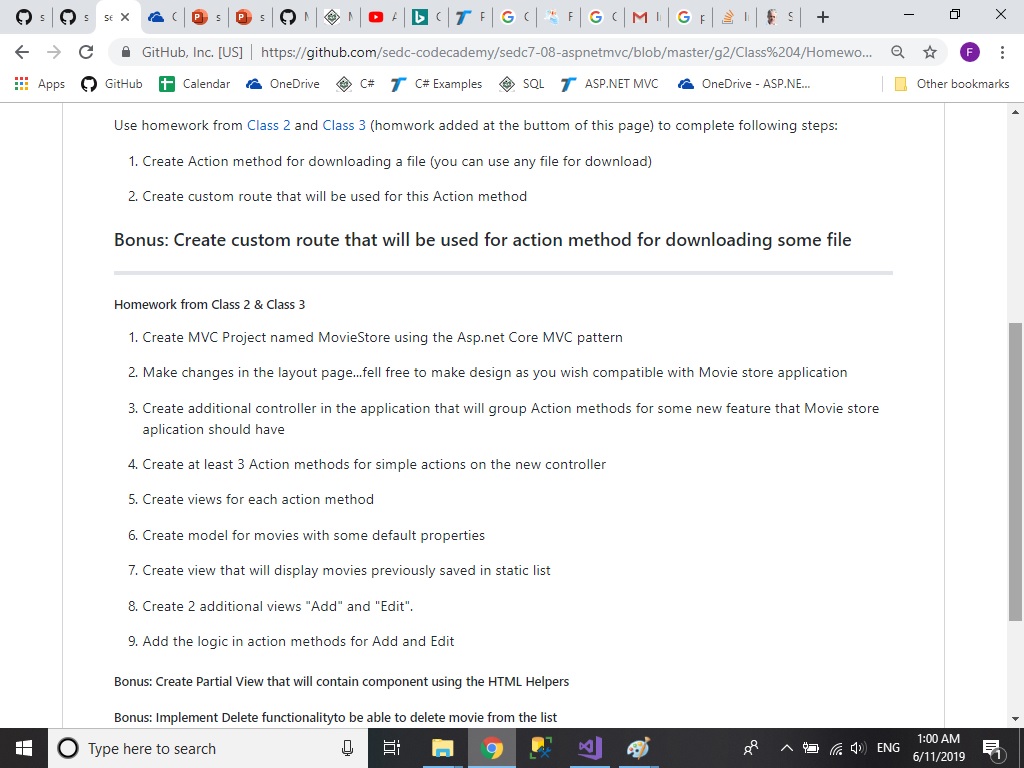 s
s
se
C
s
s
M
M
A
C
F
C
F
C
I
p
I
S
GitHub, Inc. [US] | https://github.com/sedc-codecademy/sedc7-08-aspnetmvc/blob/master/g2/Class%204/Homewo...
F
Apps GitHub Calendar OneDrive C# C# Examples SQL ASP.NET MVC OneDrive - ASP.NE... Other bookmarks
Use homework from Class 2 and Class 3 (homwork added at the buttom of this page) to complete following steps:
1. Create Action method for downloading a file (you can use any file for download)
2. Create custom route that will be used for this Action method
Bonus: Create custom route that will be used for action method for downloading some file
Homework from Class 2 & Class 3
1. Create MVC Project named MovieStore using the Asp.net Core MVC pattern
2. Make changes in the layout page...fell free to make design as you wish compatible with Movie store application
3. Create additional controller in the application that will group Action methods for some new feature that Movie store
aplication should have
4. Create at least 3 Action methods for simple actions on the new controller
5. Create views for each action method
6. Create model for movies with some default properties
7. Create view that will display movies previously saved in static list
8. Create 2 additional views "Add" and "Edit".
9. Add the logic in action methods for Add and Edit
Bonus: Create Partial View that will contain component using the HTML Helpers
Bonus: Implement Delete functionalityto be able to delete movie from the list
Type here to search
ENG
1:00 AM
6/11/2019
1